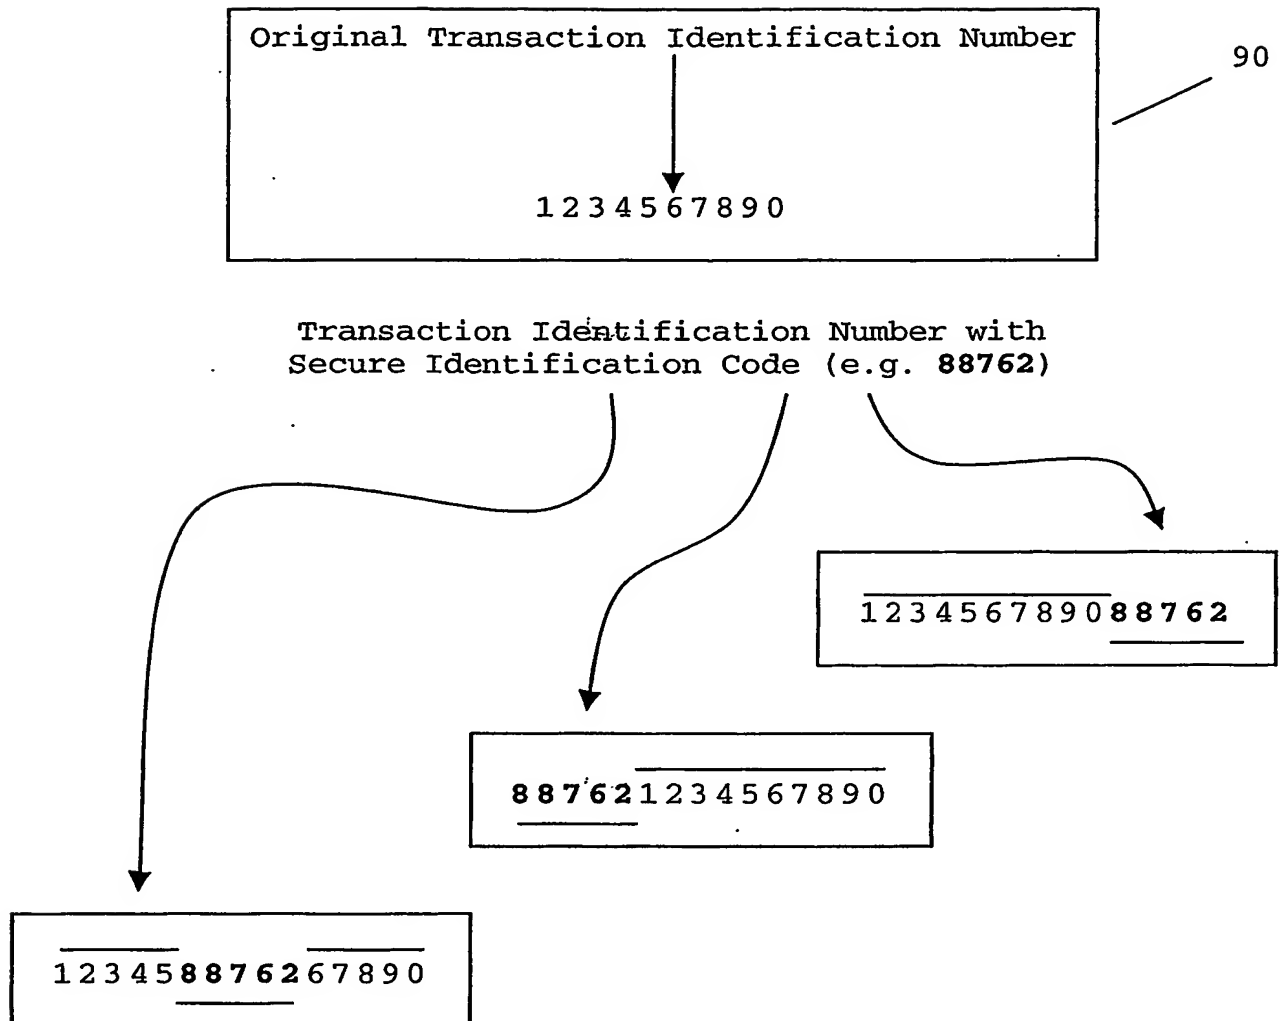 Original Transaction Identification Number
90
1234567890
Transaction Identification Number with
Secure Identification Code (e.g. 88762)
123456789088762
887621234567890
123458876267890